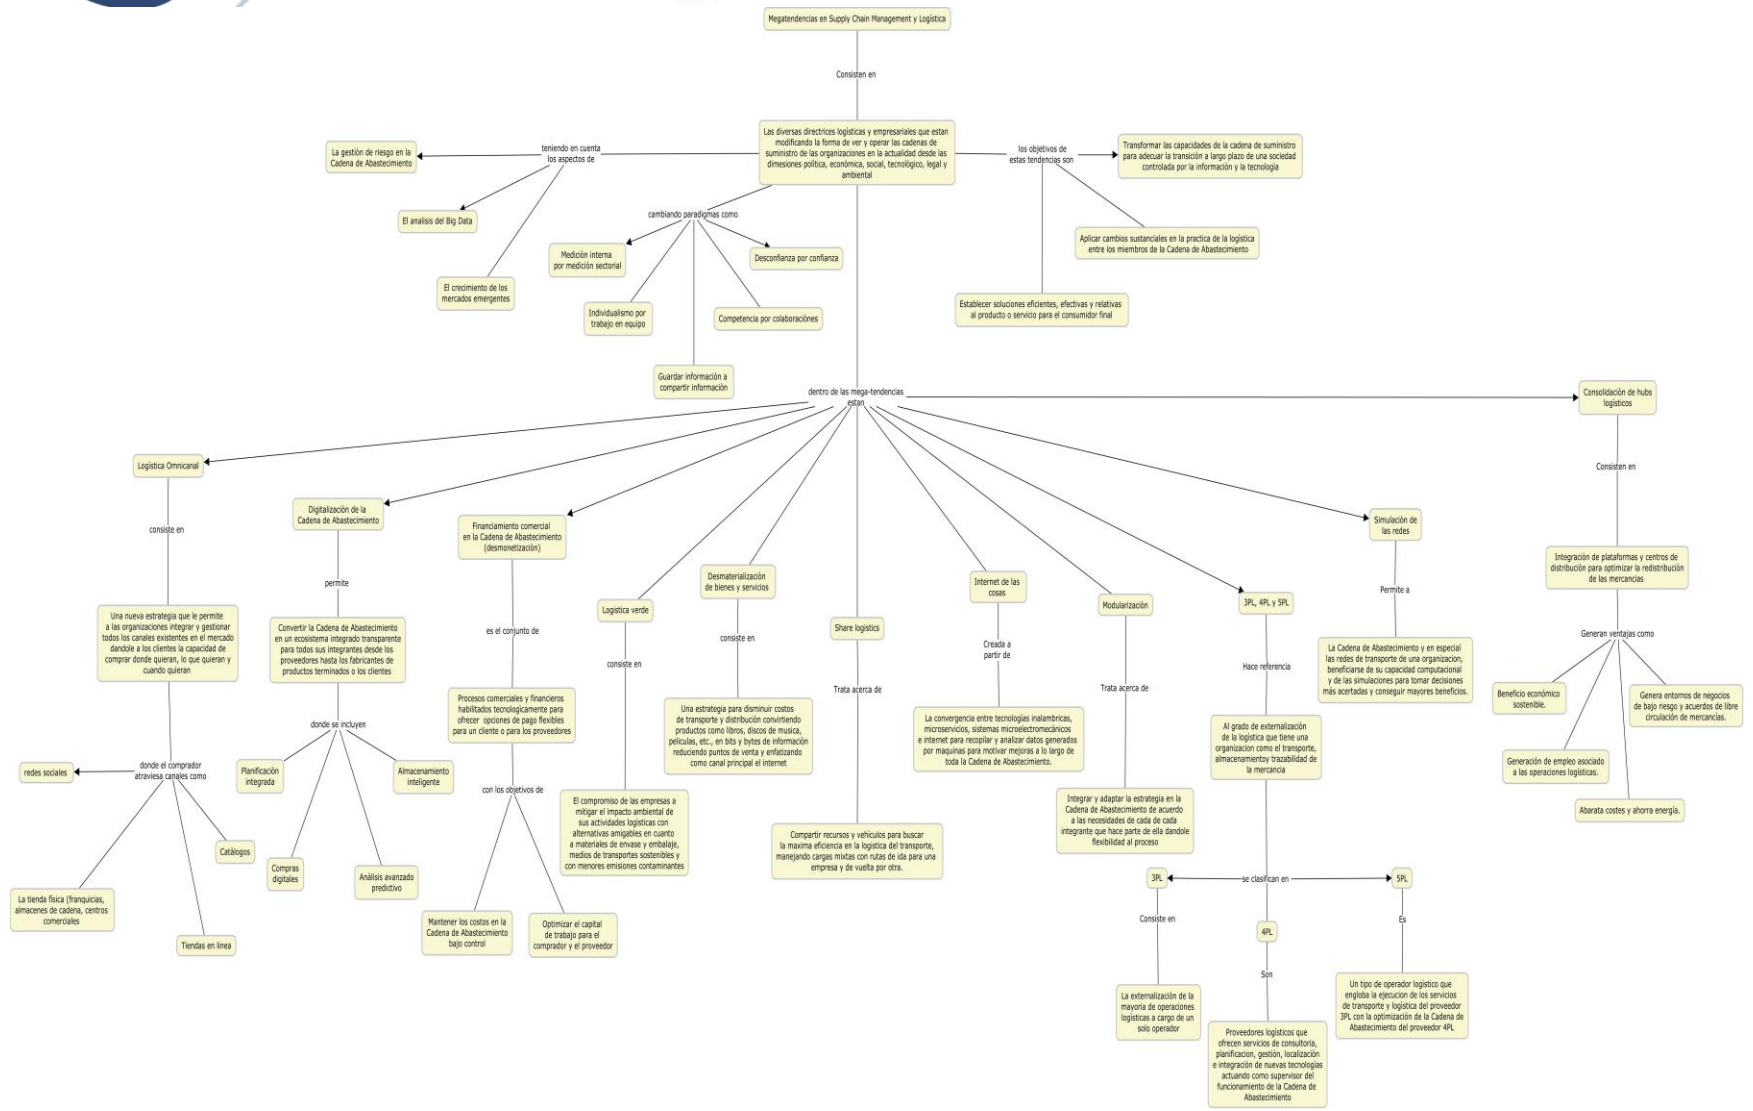 Megatendencias en Supply Chain Management y Logística
Consisten en
Las diversas directrices logísticas y empresariales que estan
modificando la forma de ver y operar las cadenas de
suministro de las organizaciones en la actualidad desde las
dimesiones política, económica, social, tecnológico, legal y
ambiental
teniendo en cuenta
los aspectos de
La gestión de riesgo en la
Cadena de Abastecimiento
El analisis del Big Data
El crecimiento de los
mercados emergentes
cambiando paradigmas como
Medición interna
por medición sectorial
Individualismo por
trabajo en equipo
Guardar información a
compartir información
Competencia por colaboraciónes
Desconfianza por confianza
los objetivos de
estas tendencias son
Transformar las capacidades de la cadena de suministro
para adecuar la transición a largo plazo de una sociedad
controlada por la información y la tecnología
Aplicar cambios sustanciales en la practica de la logística
entre los miembros de la Cadena de Abastecimiento
Establecer soluciones eficientes, efectivas y relativas
al producto o servicio para el consumidor final
dentro de las mega-tendencias
estan
Logística Omnicanal
consiste en
Una nueva estrategia que le permite
a las organizaciones integrar y gestionar
todos los canales existentes en el mercado
dandole a los clientes la capacidad de
comprar donde quieran, lo que quieran y
cuando quieran
donde el comprador
atraviesa canales como
redes sociales
La tienda física (franquicias,
almacenes de cadena, centros
comerciales
Tiendas en linea
Catálogos
Digitalización de la
Cadena de Abastecimiento
permite
Convertir la Cadena de Abastecimiento
en un ecosistema integrado transparente
para todos sus integrantes desde los
proveedores hasta los fabricantes de
productos terminados o los clientes
donde se incluyen
Planificación
integrada
Compras
digitales
Análisis avanzado
predictivo
Almacenamiento
inteligente
Financiamiento comercial
en la Cadena de Abastecimiento
(desmonetización)
es el conjunto de
Procesos comerciales y financieros
habilitados tecnologicamente para
ofrecer opciones de pago flexibles
para un cliente o para los proveedores
con los objetivos de
Mantener los costos en la
Cadena de Abastecimiento
bajo control
Optimizar el capital
de trabajo para el
comprador y el proveedor
Logistica verde
consiste en
El compromiso de las empresas a
mitigar el impacto ambiental de
sus actividades logísticas con
alternativas amigables en cuanto
a materiales de envase y embalaje,
medios de transportes sostenibles y
con menores emisiones contaminantes
Desmaterialización
de bienes y servicios
consiste en
Una estrategia para disminuir costos
de transporte y distribución convirtiendo
productos como libros, discos de musica,
peliculas, etc., en bits y bytes de información
reduciendo puntos de venta y enfatizando
como canal principal el internet
Share logistics
Trata acerca de
Compartir recursos y vehículos para buscar
la maxima eficiencia en la logistica del transporte,
manejando cargas mixtas con rutas de ida para una
empresa y de vuelta por otra.
Internet de las
cosas
Creada a
partir de
La convergencia entre tecnologías inalambricas,
microservicios, sistemas microelectromecánicos
e internet para recopilar y analizar datos generados
por maquinas para motivar mejoras a lo largo de
toda la Cadena de Abastecimiento.
Modularización
Trata acerca de
Integrar y adaptar la estrategia en la
Cadena de Abastecimiento de acuerdo
a las necesidades de cada de cada
integrante que hace parte de ella dandole
flexibilidad al proceso
3PL, 4PL y 5PL
Hace referencia
Al grado de externalización
de la logística que tiene una
organizacion como el transporte,
almacenamientoy trazabilidad de
la mercancia
se clasifican en
3PL
Consiste en
La externalización de la
mayoria de operaciones
logísticas a cargo de un
solo operador
4PL
Son
Proveedores logísticos que
ofrecen servicios de consultoria,
planificacion, gestión, localización
e integración de nuevas tecnologías
actuando como supervisor del
funcionamiento de la Cadena de
Abastecimiento
5PL
Es
Un tipo de operador logístico que
engloba la ejecucion de los servicios
de transporte y logística del proveedor
3PL con la optimización de la Cadena de
Abastecimiento del proveedor 4PL
Simulación de
las redes
Permite a
La Cadena de Abastecimiento y en especial
las redes de transporte de una organizacion,
beneficiarse de su capacidad computacional
y de las simulaciones para tomar decisiones
más acertadas y conseguir mayores beneficios.
Consolidación de hubs
logísticos
Consisten en
Integración de plataformas y centros de
distribución para optimizar la redistribución
de las mercancias
Generan ventajas como
Beneficio económico
sostenible.
Generación de empleo asociado
a las operaciones logísticas.
Abarata costes y ahorra energía.
Genera entornos de negocios
de bajo riesgo y acuerdos de libre
circulación de mercancías.